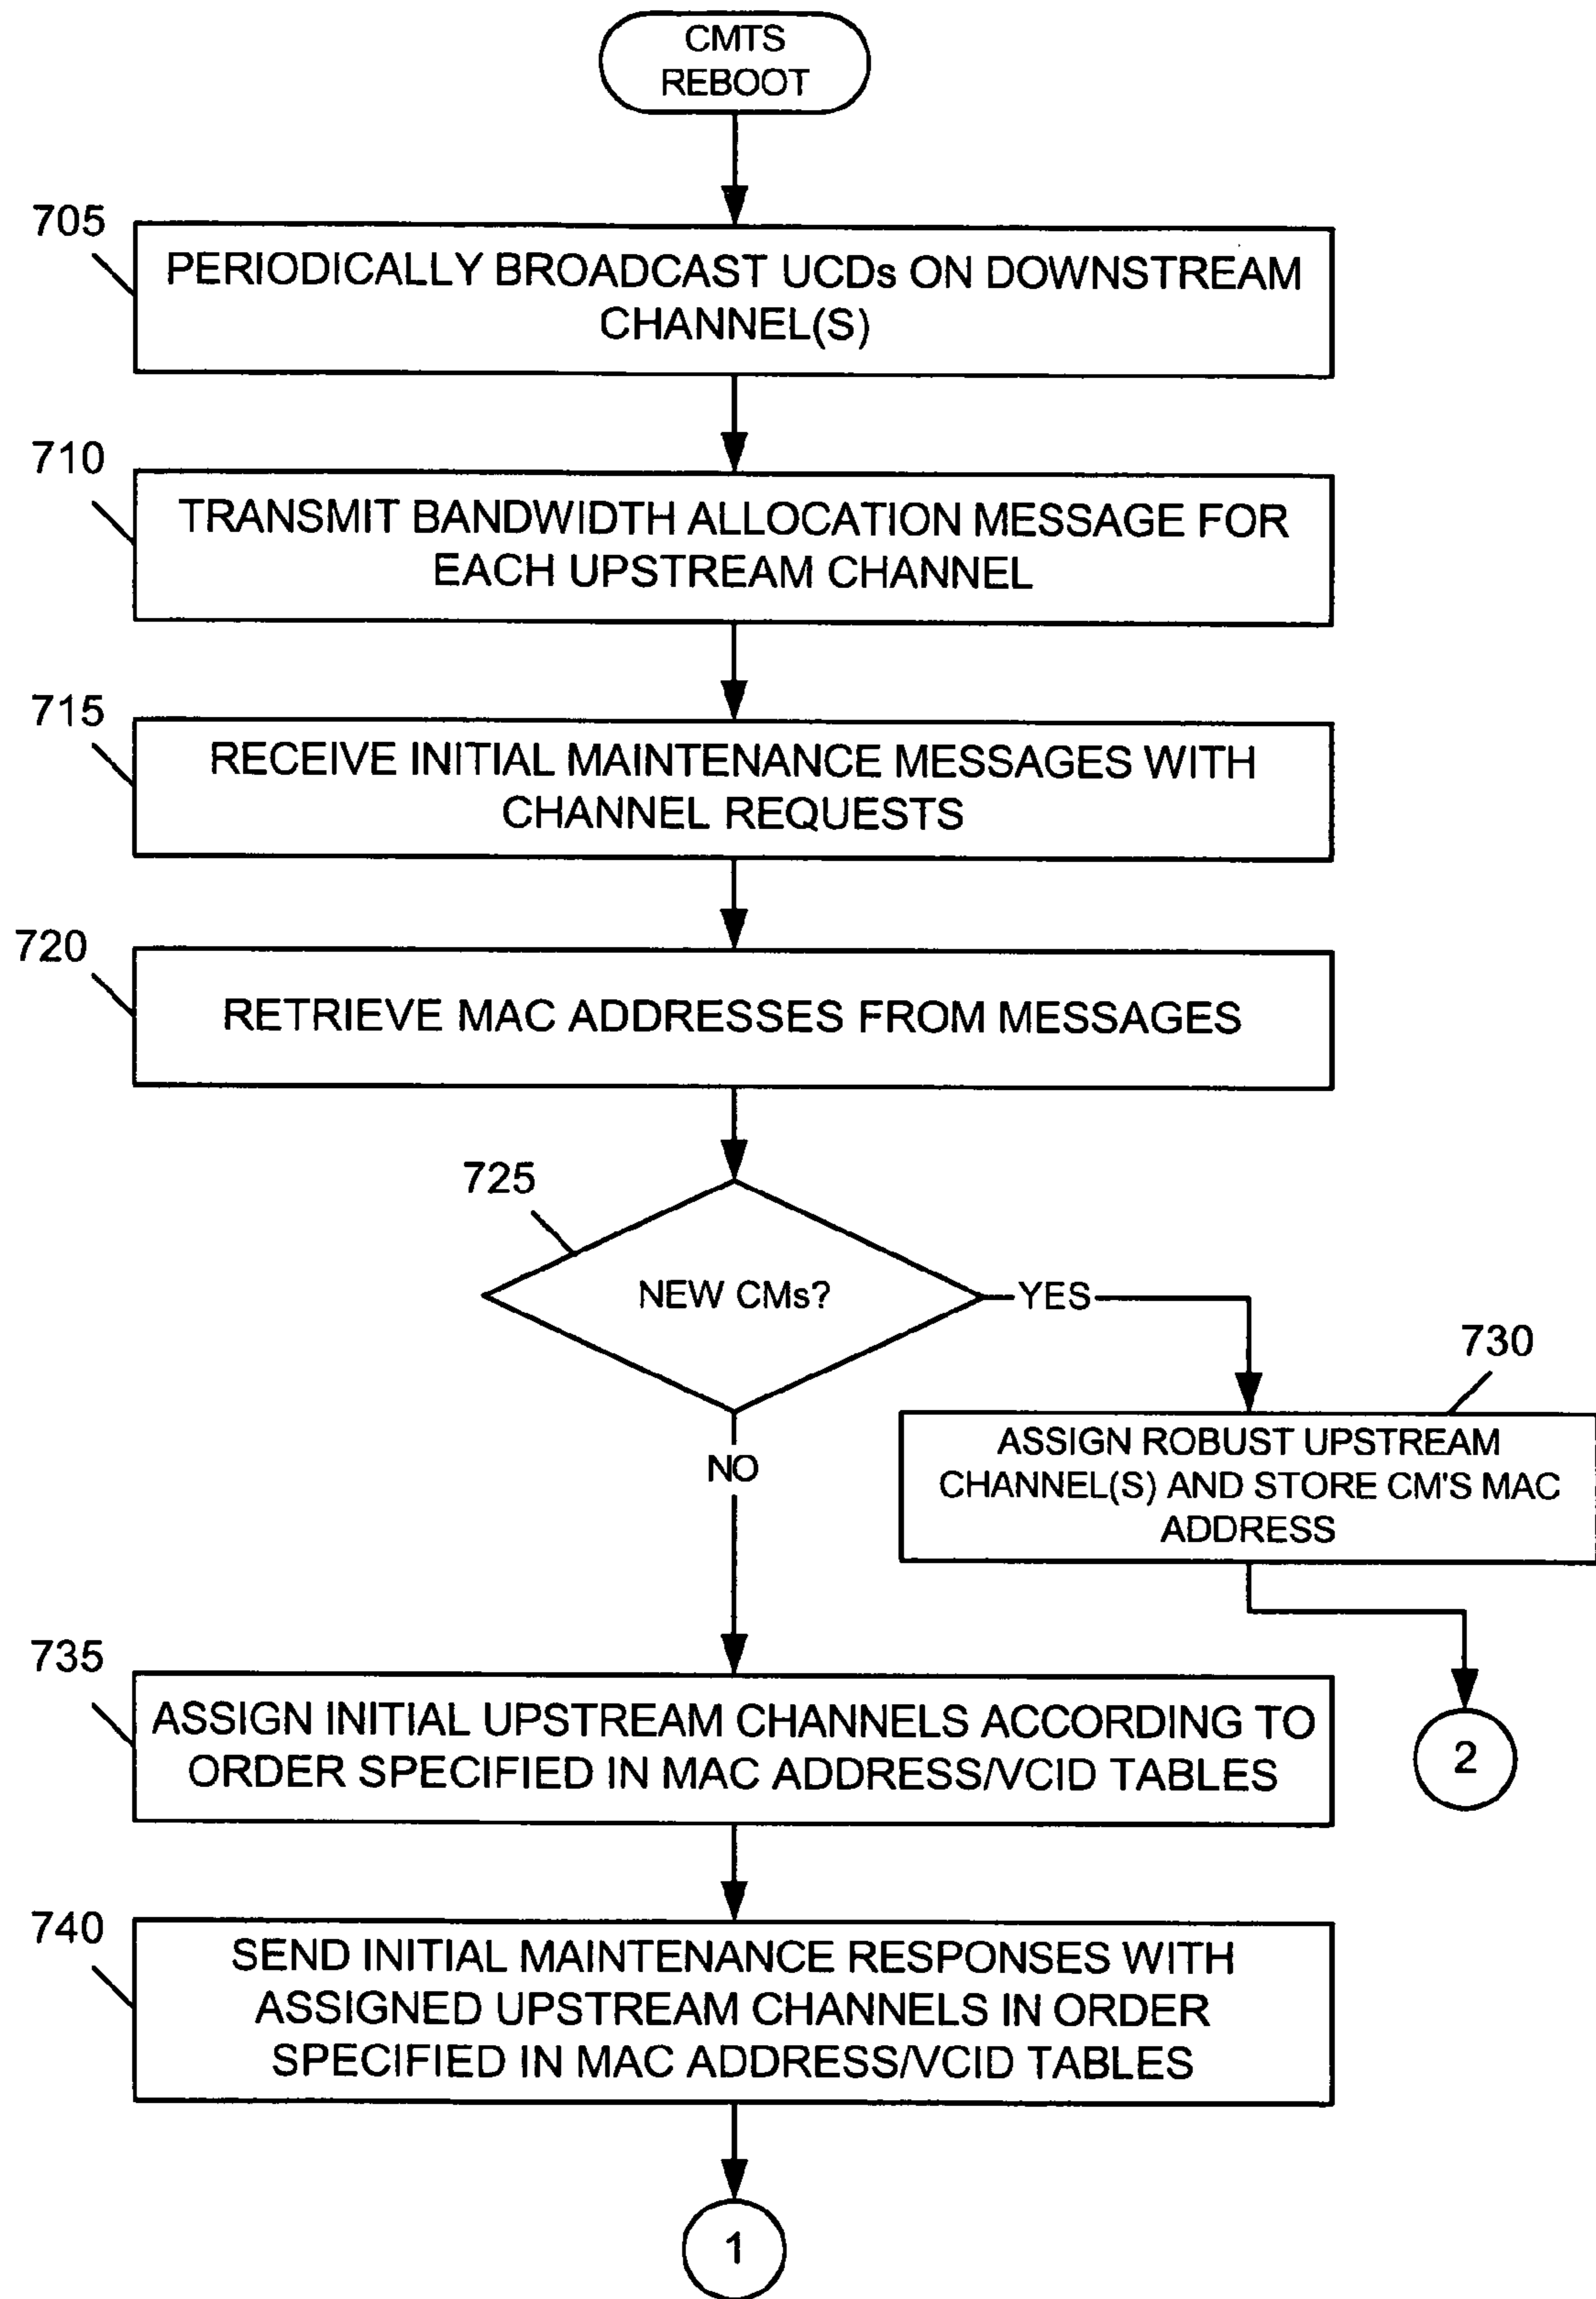 CMTS
REBOOT
705
PERIODICALLY BROADCAST UCDs ON DOWNSTREAM
CHANNEL(S)
710
TRANSMIT BANDWIDTH ALLOCATION MESSAGE FOR
EACH UPSTREAM CHANNEL
715
RECEIVE INITIAL MAINTENANCE MESSAGES WITH
CHANNEL REQUESTS
720
RETRIEVE MAC ADDRESSES FROM MESSAGES
725
NEW CMs?
YES
730
ASSIGN ROBUST UPSTREAM
CHANNEL(S) AND STORE CM'S MAC
ADDRESS
NO
735
ASSIGN INITIAL UPSTREAM CHANNELS ACCORDING TO
ORDER SPECIFIED IN MAC ADDRESS/VCID TABLES
2
740
SEND INITIAL MAINTENANCE RESPONSES WITH
ASSIGNED UPSTREAM CHANNELS IN ORDER
SPECIFIED IN MAC ADDRESS/VCID TABLES
1